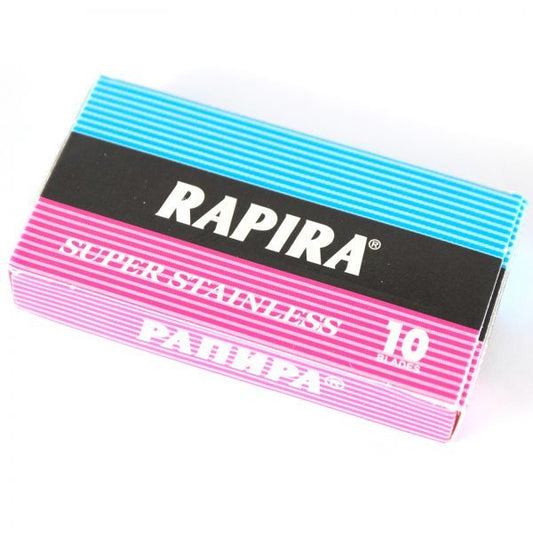 RAPIRA®
SUPER STAINLESS
10
BLADES
РАПИРА®